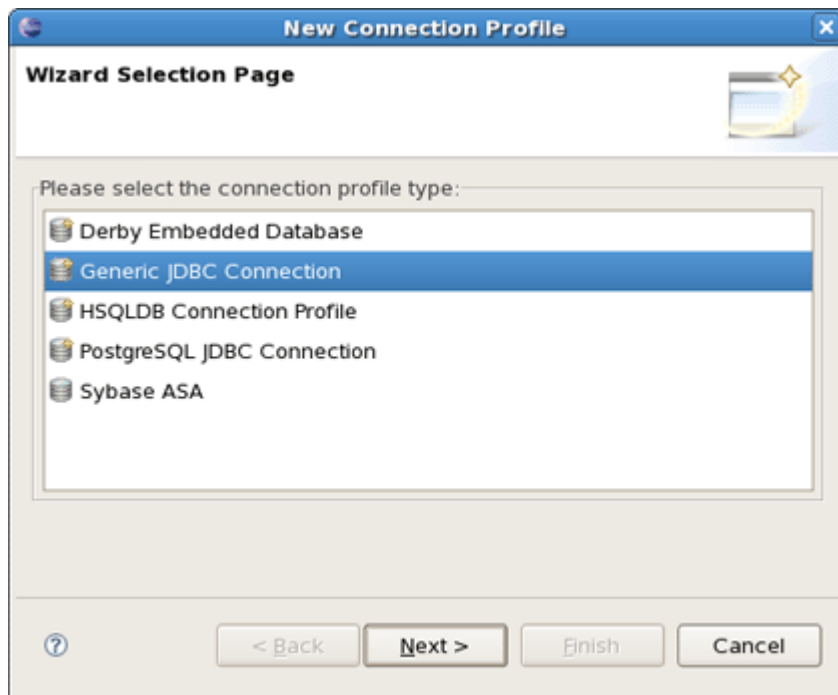 New Connection Profile
Wizard Selection Page
Please select the connection profile type:
Derby Embedded Database
Generic JDBC Connection
HSQLDB Connection Profile
PostgreSQL JDBC Connection
Sybase ASA
? < Back Next > Finish Cancel